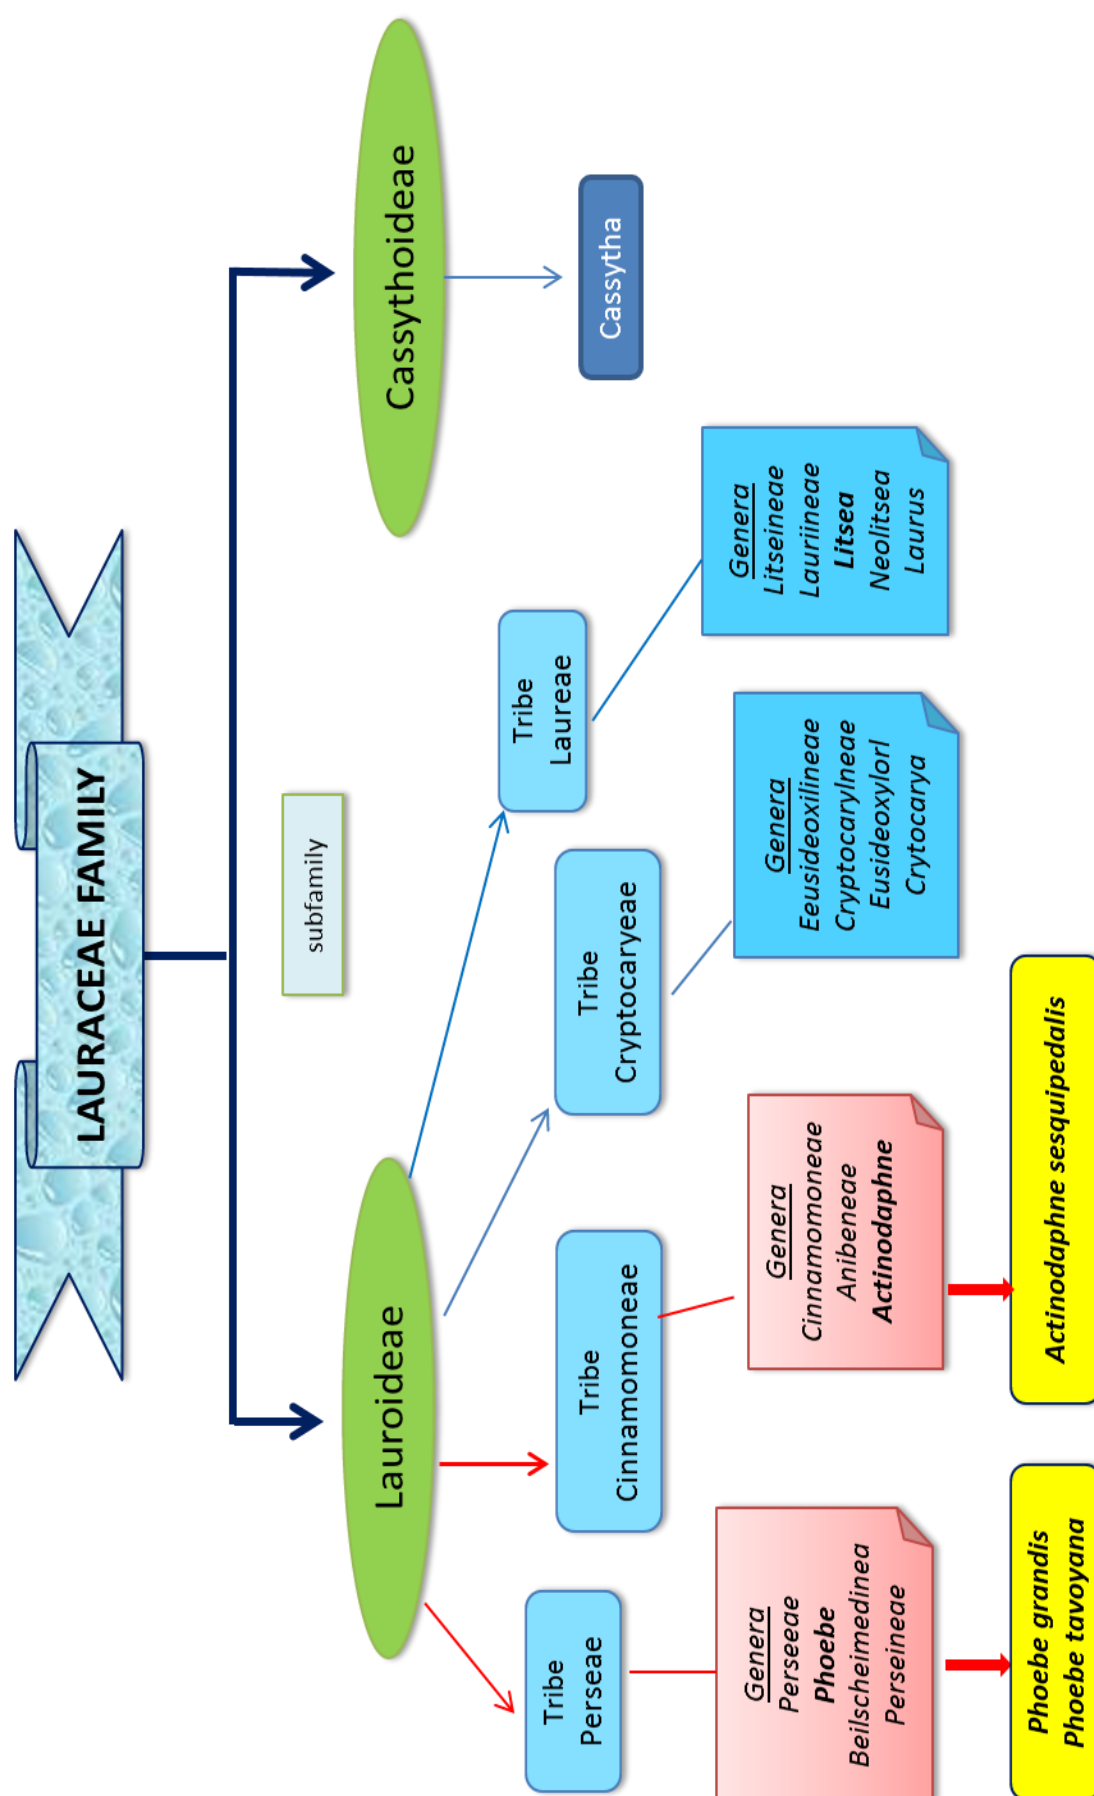 LAURACEAE FAMILY
subfamily
Lauroideae
Cassythoideae
Tribe
Perseae
Tribe
Cinnamomoneae
Tribe
Cryptocaryeae
Tribe
Laureae
Cassytha
Genera
Perseeae
Phoebe
Beilscheimedinea
Perseineae
Genera
Cinnamomoneae
Anibeneae
Actinodaphne
Genera
Eeusideoxilineae
Cryptocarylneae
Eusideoxylorl
Crytocarya
Genera
Litseineae
Lauriineae
Litsea
Neolitsea
Laurus
Phoebe grandis
Phoebe tavoyana
Actinodaphne sesquipedalis